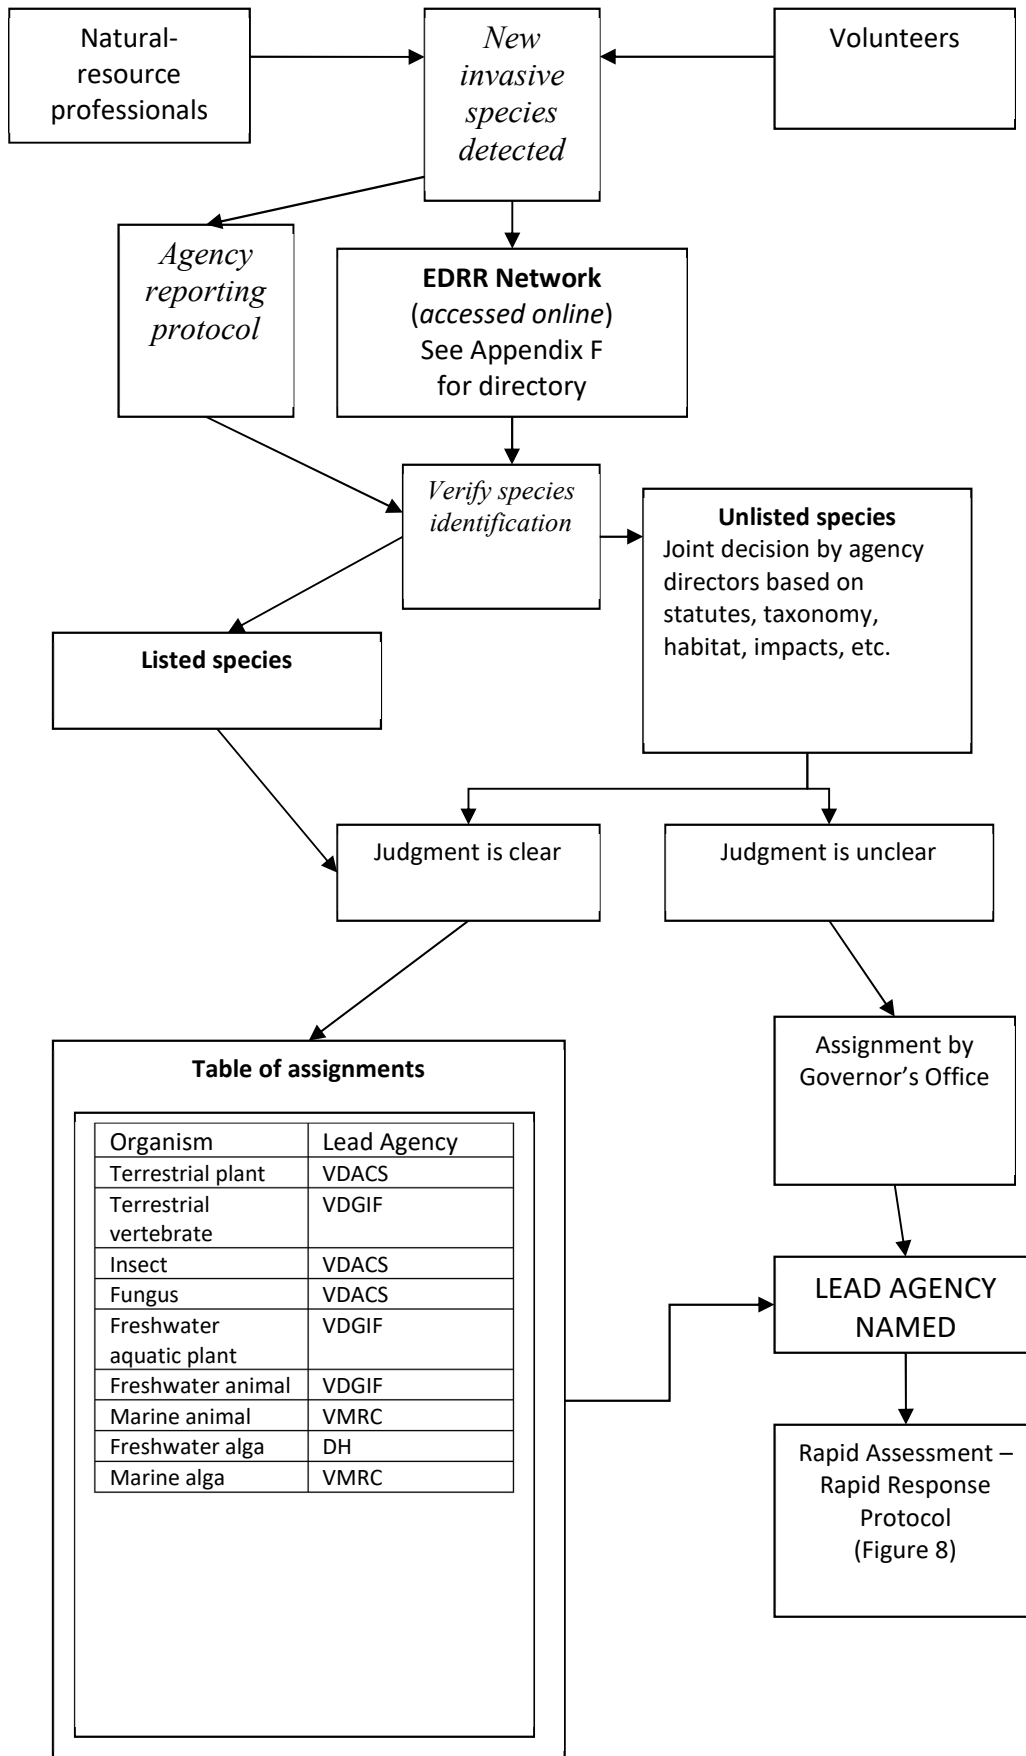 Natural-
resource
professionals
New
invasive
species
detected
Volunteers
Agency
reporting
protocol
EDRR Network
(accessed online)
See Appendix F
for directory
Verify species
identification
Unlisted species
Joint decision by agency
directors based on
statutes, taxonomy,
habitat, impacts, etc.
Listed species
Judgment is clear
Judgment is unclear
Assignment by
Governor’s Office
Table of assignments
Organism Lead Agency
Terrestrial plant VDACS
Terrestrial VDGIF
vertebrate
Insect VDACS
Fungus VDACS
Freshwater VDGIF
aquatic plant
Freshwater animal VDGIF
Marine animal VMRC
Freshwater alga DH
Marine alga VMRC
LEAD AGENCY
NAMED
Rapid Assessment –
Rapid Response
Protocol
(Figure 8)